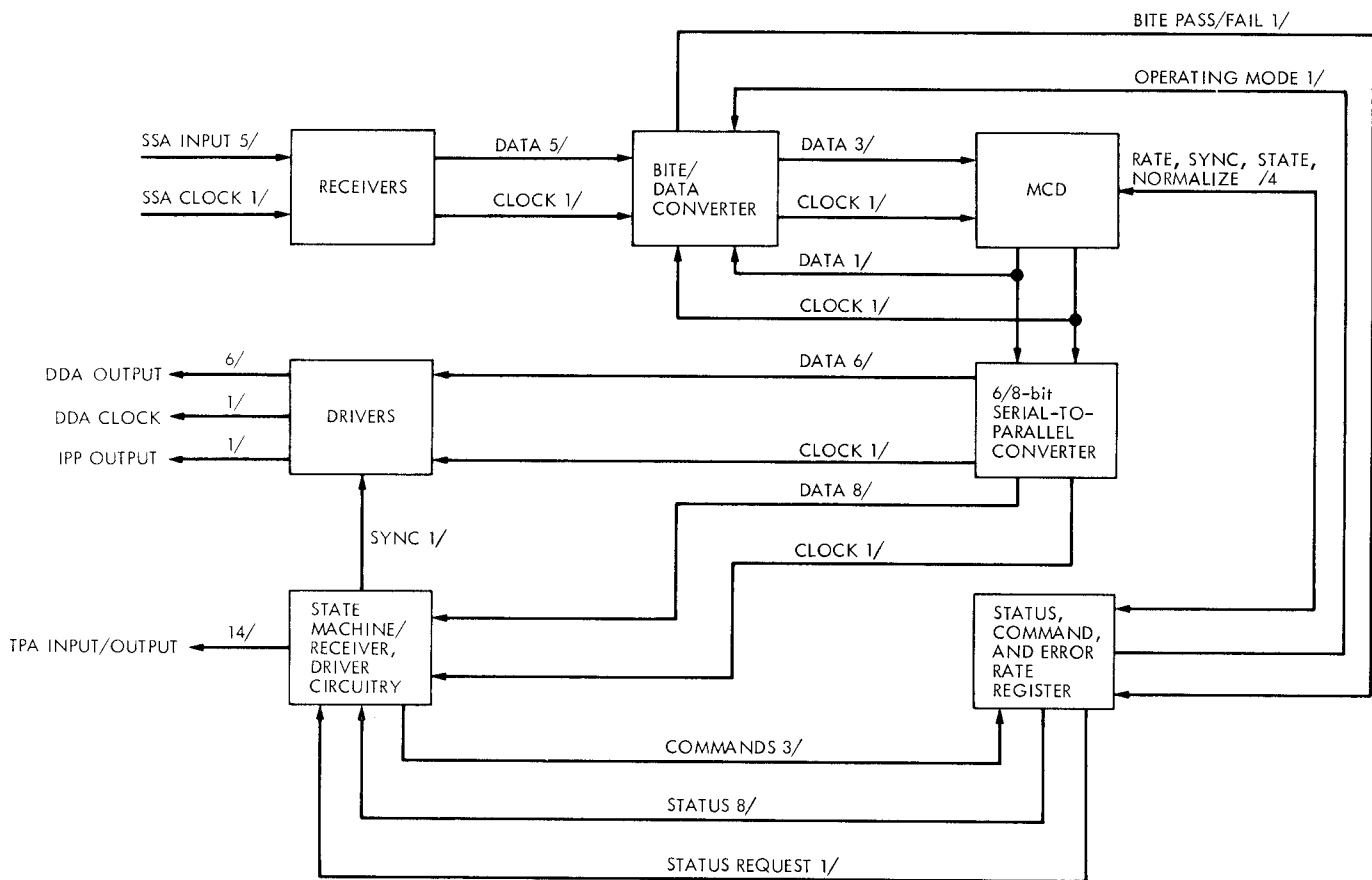 BITE PASS/FAIL 1/
OPERATING MODE 1/
SSA INPUT 5/
SSA CLOCK 1/
RECEIVERS
DATA 5/
CLOCK 1/
BITE/
DATA
CONVERTER
DATA 3/
CLOCK 1/
MCD
RATE, SYNC, STATE,
NORMALIZE /4
DATA 1/
CLOCK 1/
DDA OUTPUT
6/
DDA CLOCK
1/
IPP OUTPUT
1/
DRIVERS
DATA 6/
CLOCK 1/
6/8-bit
SERIAL-TO-
PARALLEL
CONVERTER
DATA 8/
CLOCK 1/
SYNC 1/
TPA INPUT/OUTPUT
14/
STATE
MACHINE/
RECEIVER,
DRIVER
CIRCUITRY
STATUS,
COMMAND,
AND ERROR
RATE
REGISTER
COMMANDS 3/
STATUS 8/
STATUS REQUEST 1/